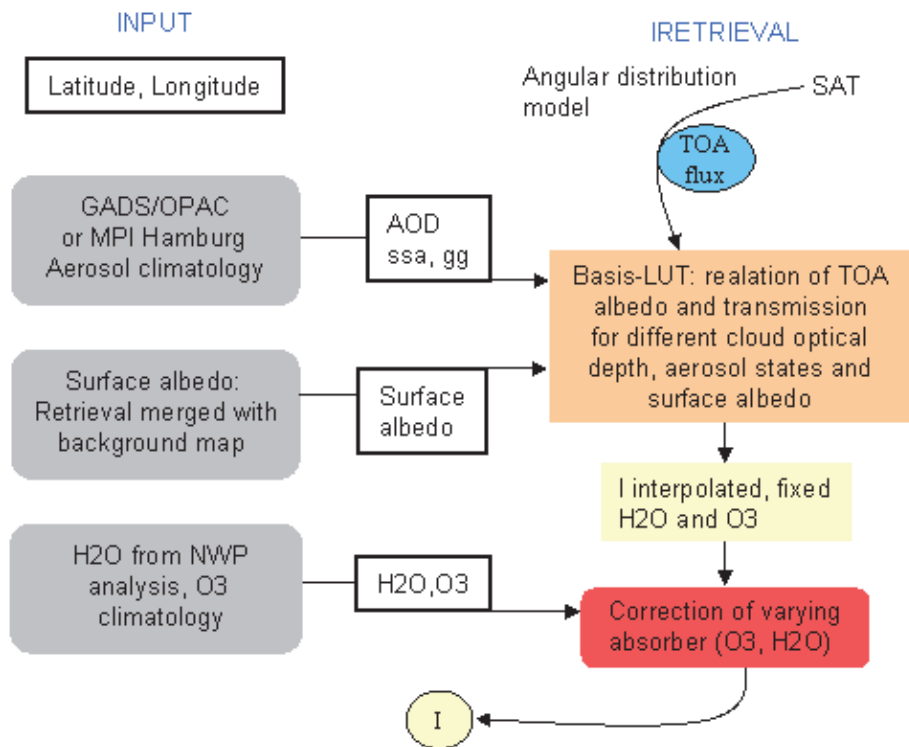 INPUT
Latitude, Longitude
GADS/OPAC
or MPI Hamburg
Aerosol climatology
AOD
ssa, gg
Surface albedo:
Retrieval merged with
background map
Surface
albedo
H2O from NWP
analysis, O3
climatology
H2O,O3
IRETRIEVAL
Angular distribution
model
SAT
TOA
flux
Basis-LUT: realation of TOA
albedo and transmission
for different cloud optical
depth, aerosol states and
surface albedo
I interpolated, fixed
H2O and O3
Correction of varying
absorber (O3, H2O)
I